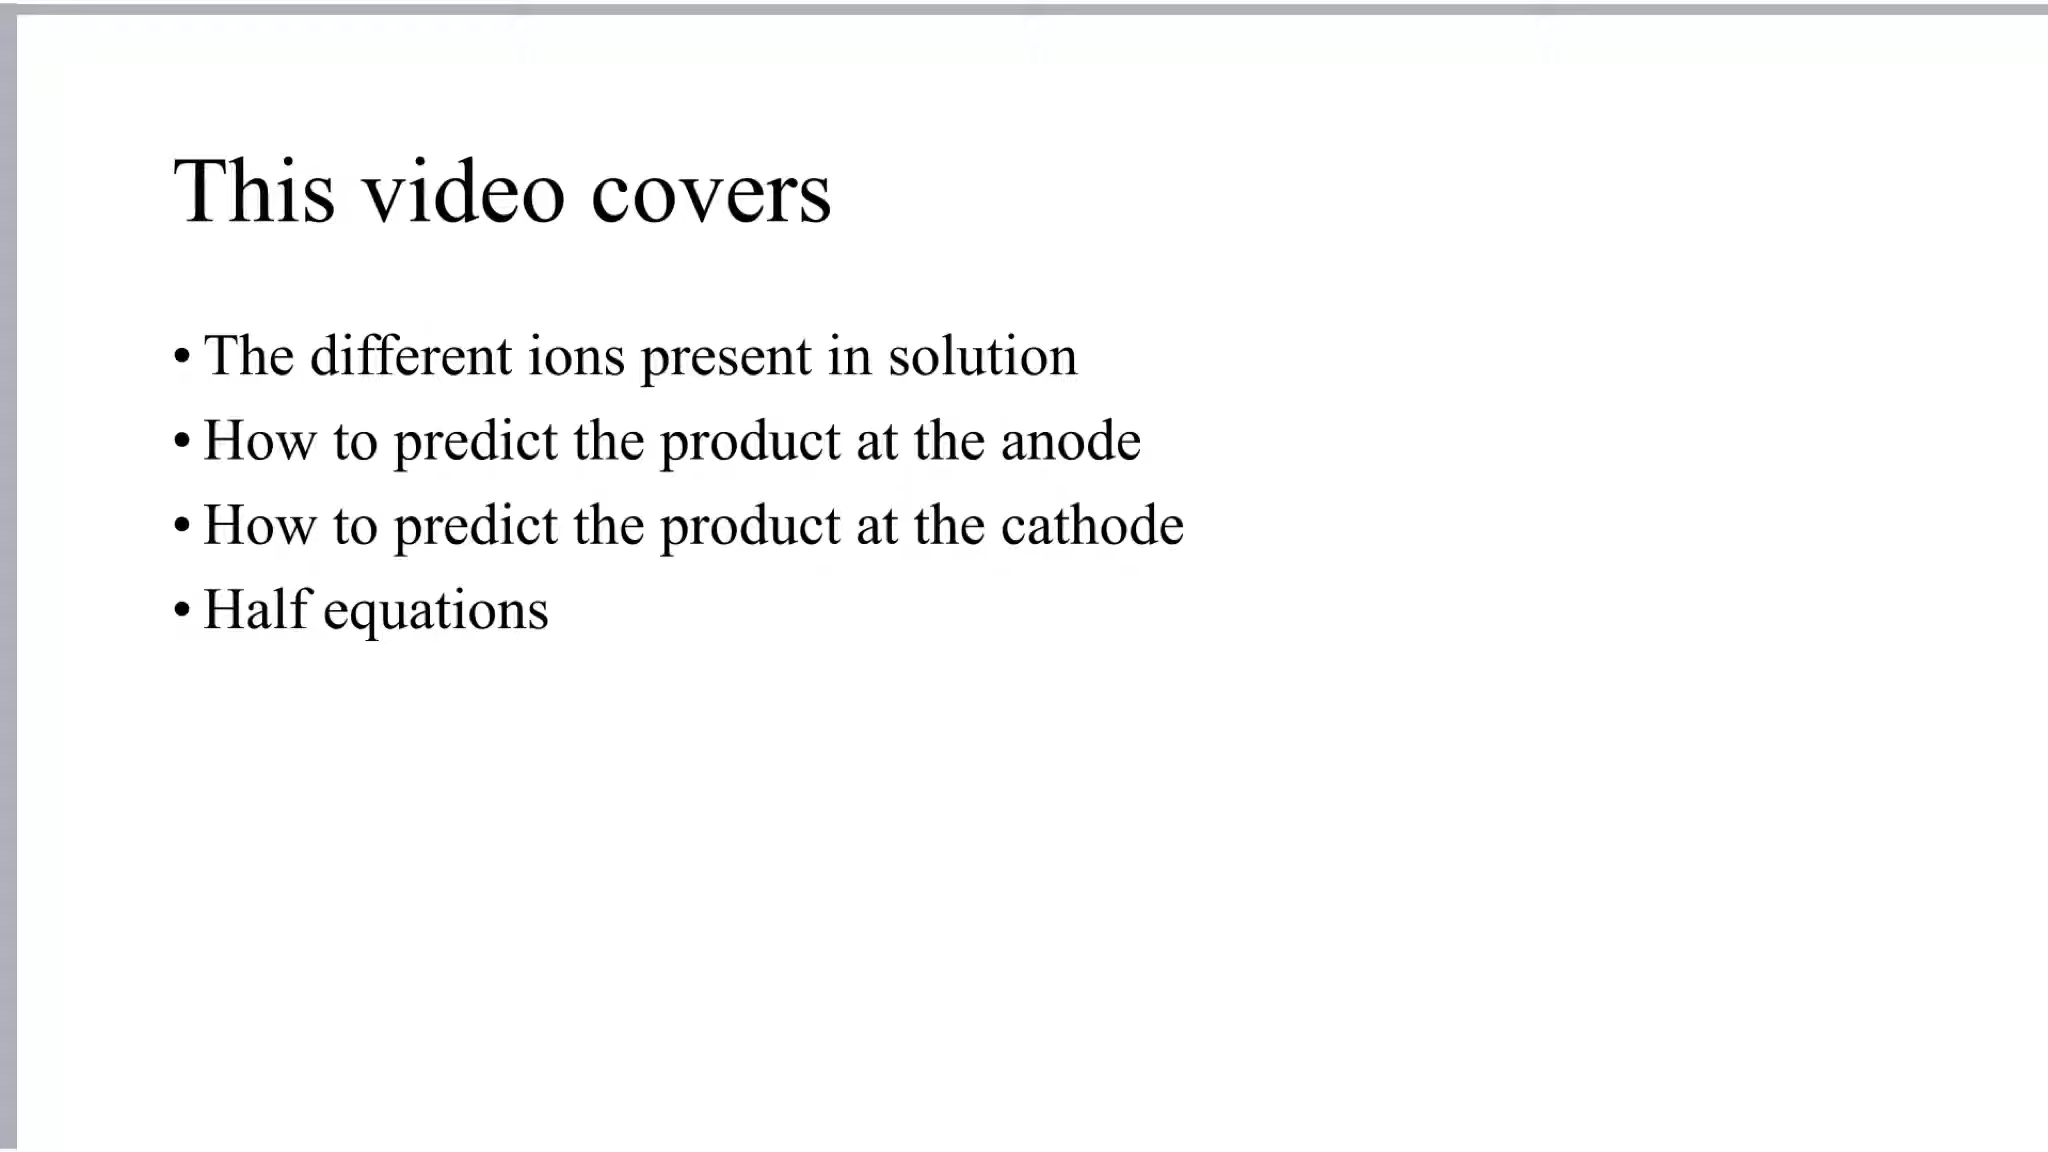 This video covers
• The different ions present in solution
• How to predict the product at the anode
• How to predict the product at the cathode
• Half equations